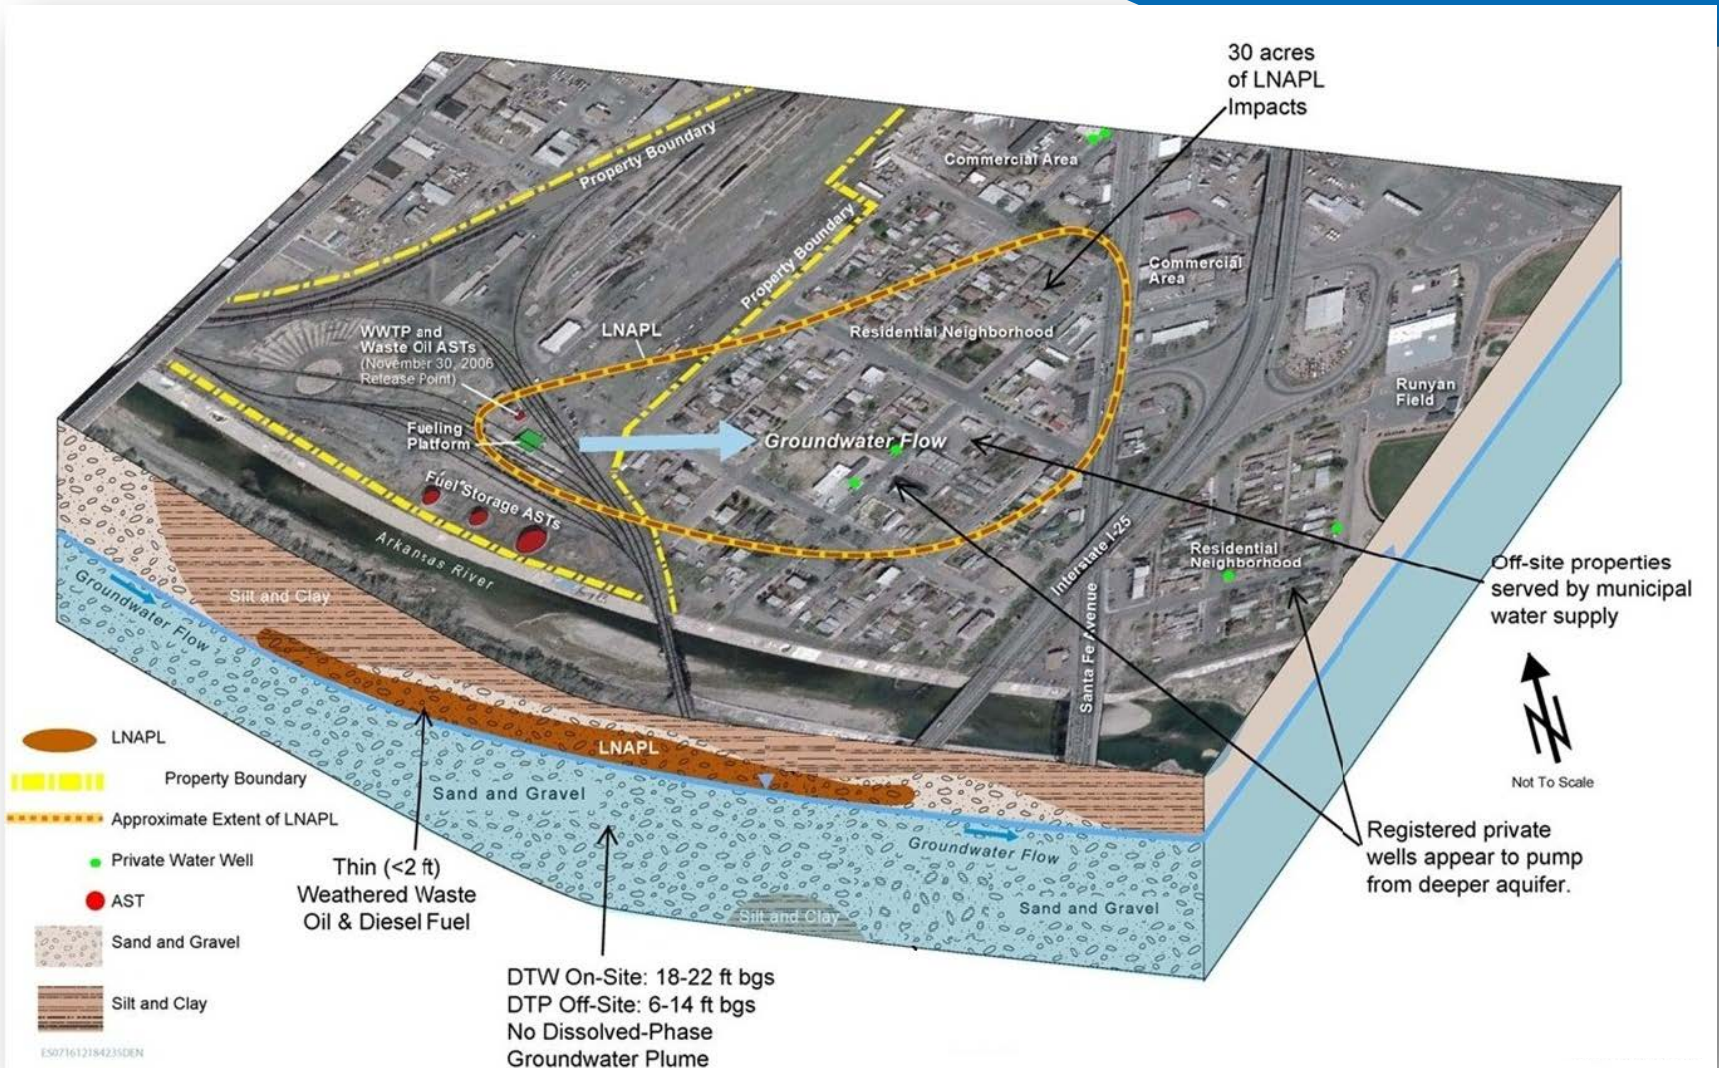 30 acres
of LNAPL
Impacts
Property Boundary
Commercial Area
Property Boundary
Commercial
Area
WWTP and
Waste Oil ASTs
(November 30, 2006
Release Point)
LNAPL
Residential Neighborhood
Runyan
Field
Fueling
Platform
Groundwater Flow
Fuel Storage ASTs
Arkansas River
Interstate I-25
Santa Fe Avenue
Residential
Neighborhood
Off-site properties
served by municipal
water supply
Groundwater Flow
Silt and Clay
LNAPL
Sand and Gravel
Groundwater Flow
Sand and Gravel
Silt and Clay
Not To Scale
Registered private
wells appear to pump
from deeper aquifer.
LNAPL
Property Boundary
Approximate Extent of LNAPL
Private Water Well
AST
Sand and Gravel
Silt and Clay
Thin (<2 ft)
Weathered Waste
Oil & Diesel Fuel
DTW On-Site: 18-22 ft bgs
DTP Off-Site: 6-14 ft bgs
No Dissolved-Phase
Groundwater Plume
ES071612184235DEN